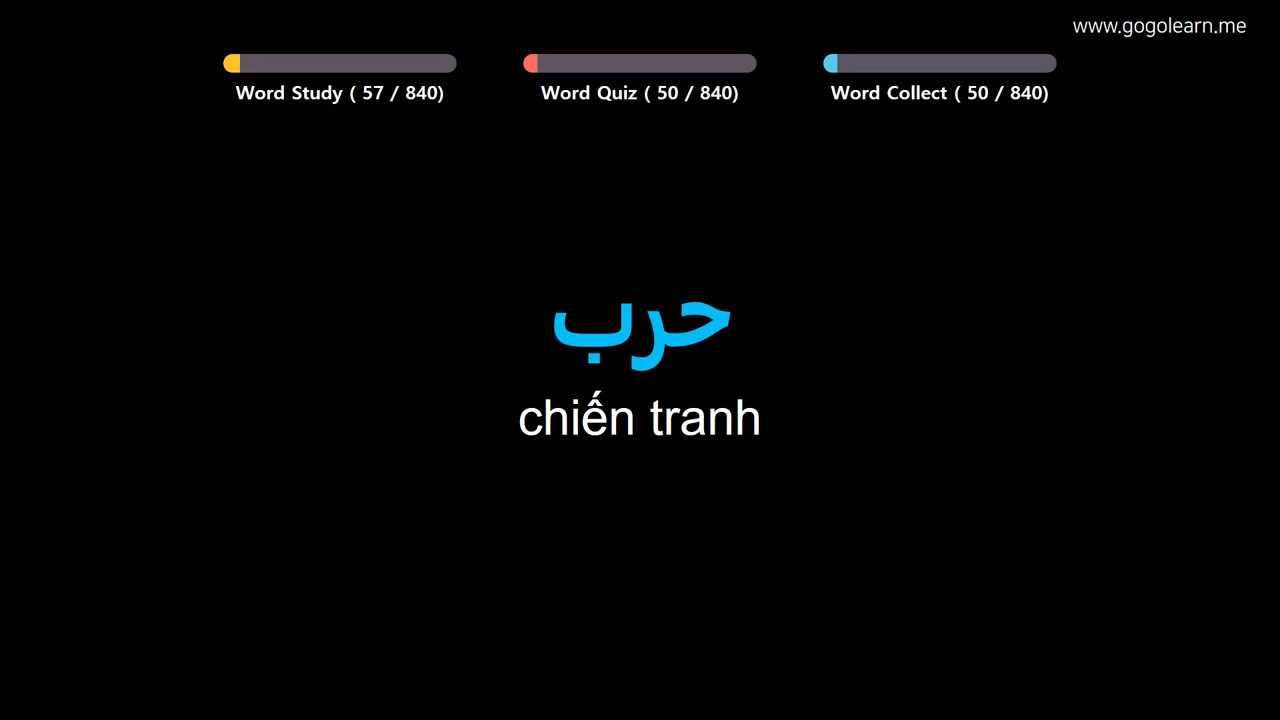 www.gogolearn.me
Word Study ( 57 / 840)
Word Quiz ( 50 / 840)
Word Collect ( 50 / 840)
حرب
chiến tranh